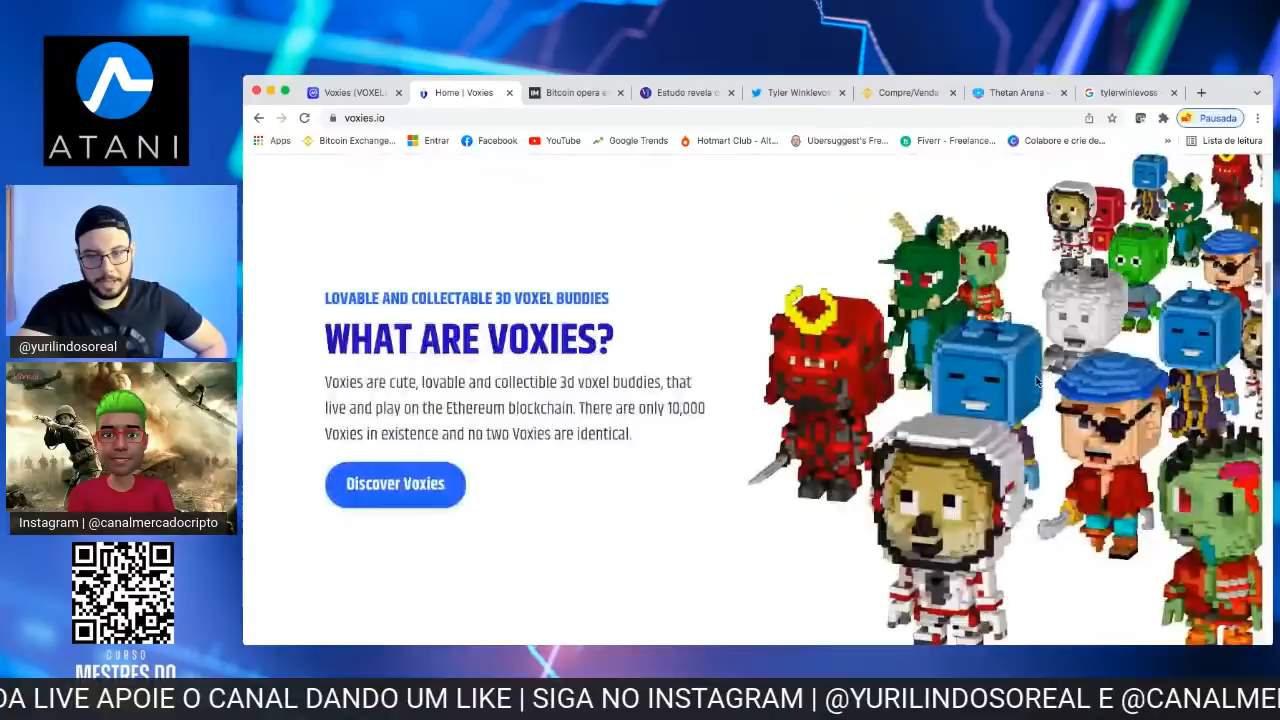 ATANI
@yurilindosoreal
Instagram | @canalmercadocripto
CURSO
MESTRES DO
Voxies (VOXEL)
Home | Voxies
Bitcoin opera e
Estudo revela
Tyler Winklevos
Compre/Venda
Thetan Arena -
tylerwinklevoss
voxies.io
Pausada
Apps
Bitcoin Exchange...
Entrar
Facebook
YouTube
Google Trends
Hotmart Club - Alt...
Ubersuggest's Fre...
Fiverr - Freelance...
Colabore e crie de...
»
Lista de leitura
LOVABLE AND COLLECTABLE 3D VOXEL BUDDIES
WHAT ARE VOXIES?
Voxies are cute, lovable and collectible 3d voxel buddies, that
live and play on the Ethereum blockchain. There are only 10,000
Voxies in existence and no two Voxies are identical.
Discover Voxies
DA LIVE APOIE O CANAL DANDO UM LIKE | SIGA NO INSTAGRAM | @YURILINDOSOREAL E @CANALME